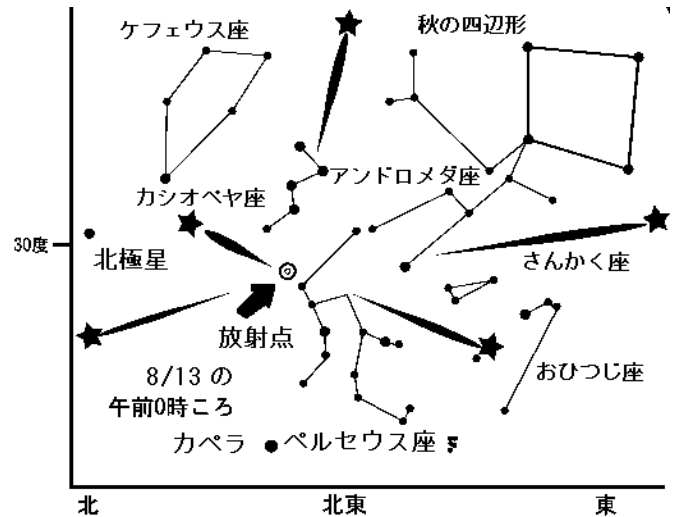 ケフェウス座
秋の四辺形
アンドロメダ座
カシオペヤ座
30度
北極星
さんかく座
放射点
8/13 の
午前0時ころ
おひつじ座
カペラ
ペルセウス座
北
北東
東